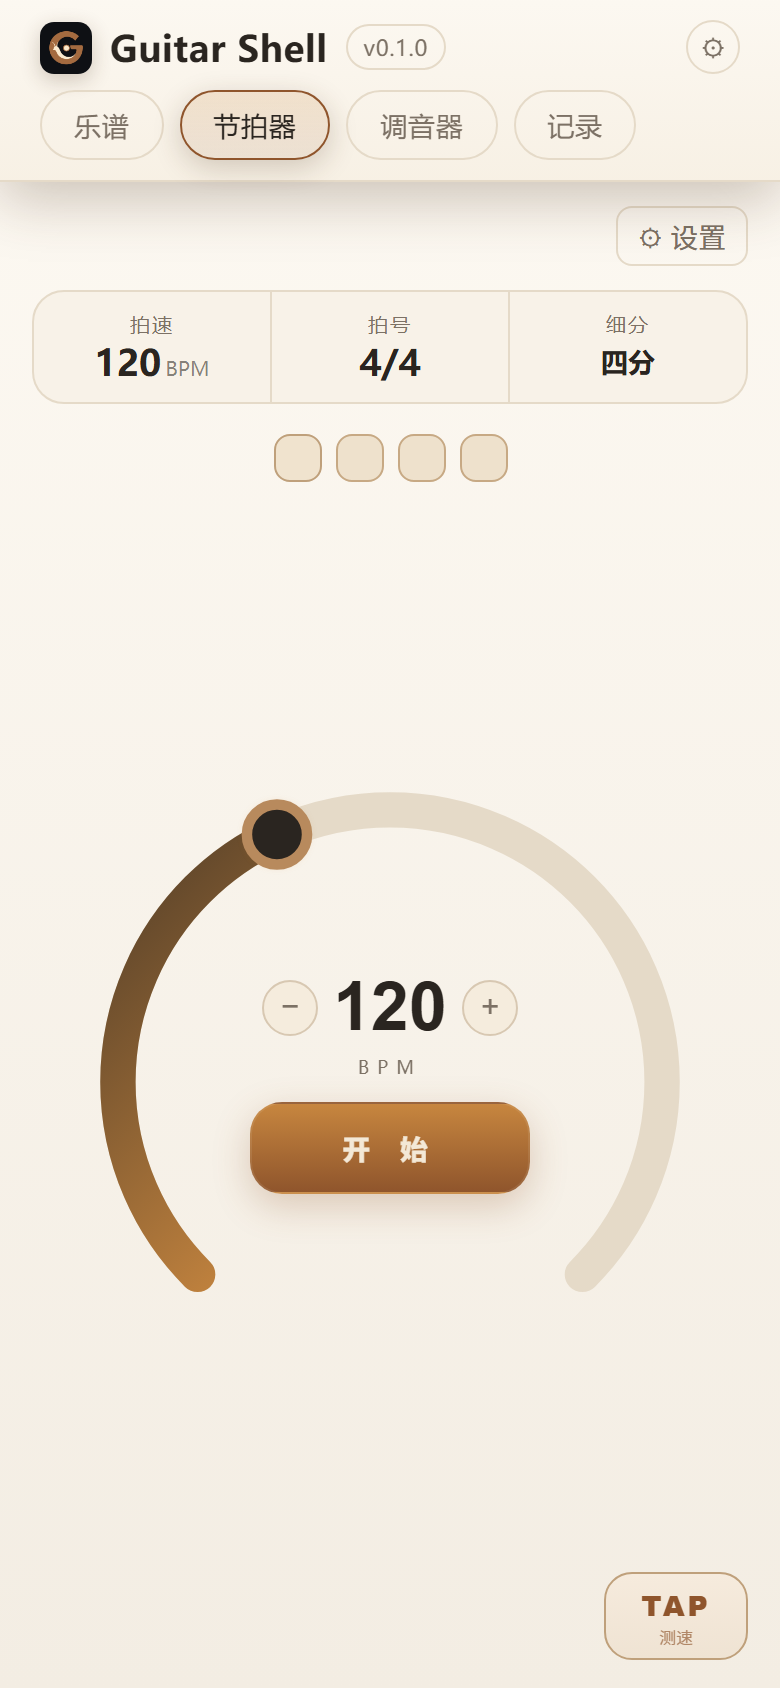 Guitar Shell v0.1.0
乐谱 节拍器 调音器 记录
设置
拍速 拍号 细分
120 BPM 4/4 四分
− 120 +
BPM
开 始
TAP
测速